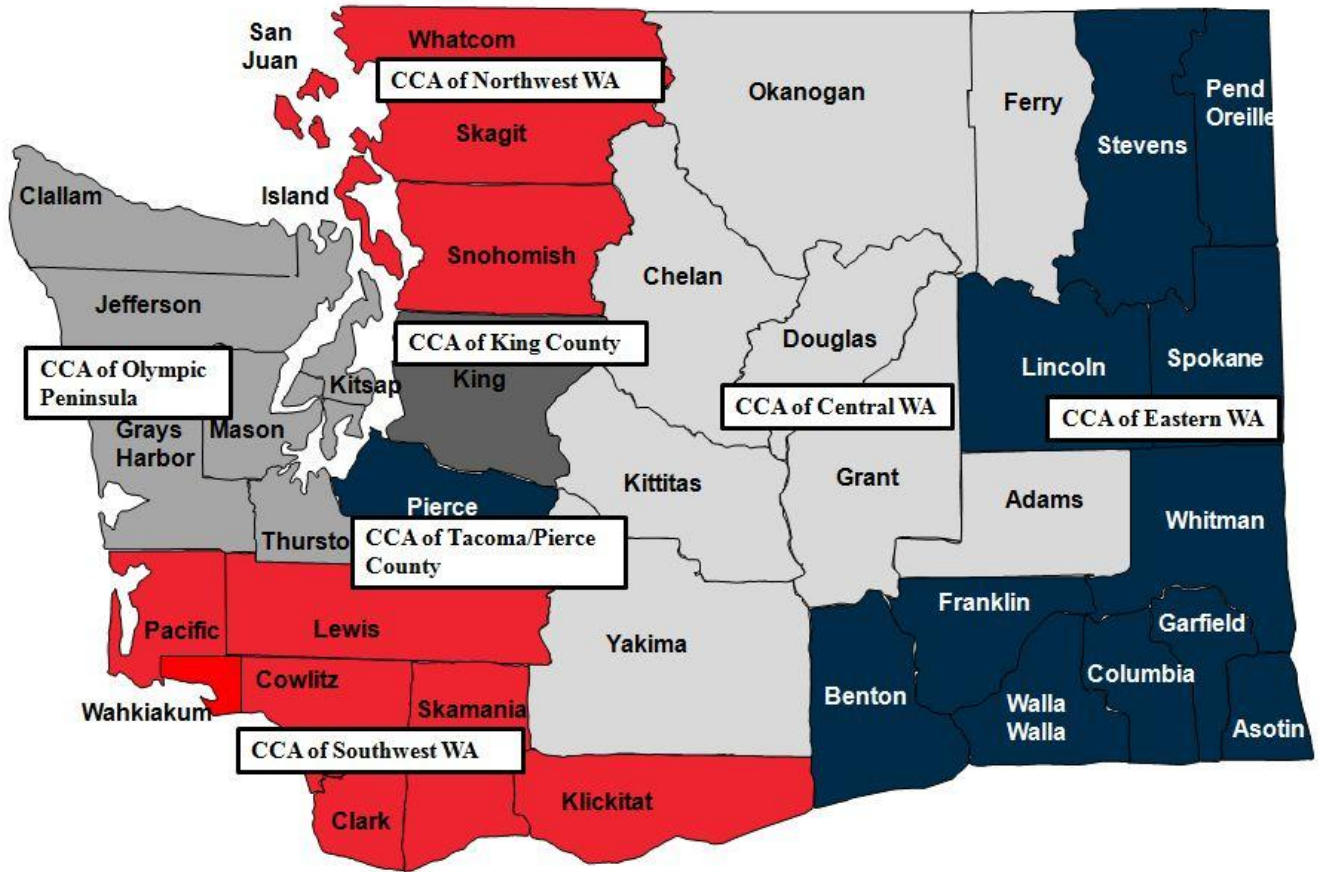 San
Juan
Whatcom
CCA of Northwest WA
Okanogan
Ferry
Pend
Oreille
Stevens
Skagit
Clallam
Island
Snohomish
Chelan
Jefferson
Douglas
CCA of King County
Lincoln
Spokane
CCA of Olympic
Peninsula
Kitsap
King
CCA of Central WA
CCA of Eastern WA
Grays
Harbor
Mason
Kittitas
Grant
Adams
Pierce
Whitman
Thursto
CCA of Tacoma/Pierce
County
Franklin
Garfield
Pacific
Lewis
Yakima
Columbia
Cowlitz
Benton
Walla
Walla
Wahkiakum
Skamania
Asotin
CCA of Southwest WA
Klickitat
Clark